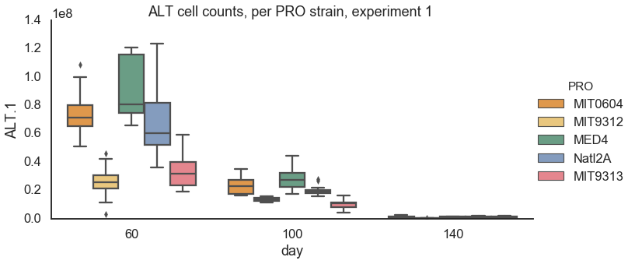 ALT cell counts, per PRO strain, experiment 1
1e8
1.4
1.2
1.0
0.8
0.6
0.4
0.2
0.0
ALT.1
60
100
140
day
PRO
MIT0604
MIT9312
MED4
Natl2A
MIT9313